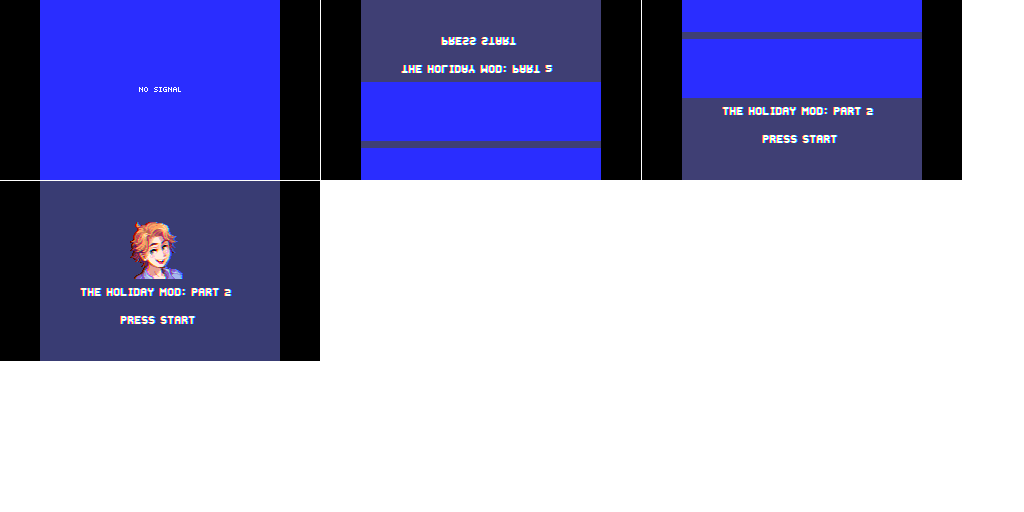 NO SIGNAL
PRESS START
THE HOLIDAY MOD: PART 2
THE HOLIDAY MOD: PART 2
PRESS START
THE HOLIDAY MOD: PART 2
PRESS START